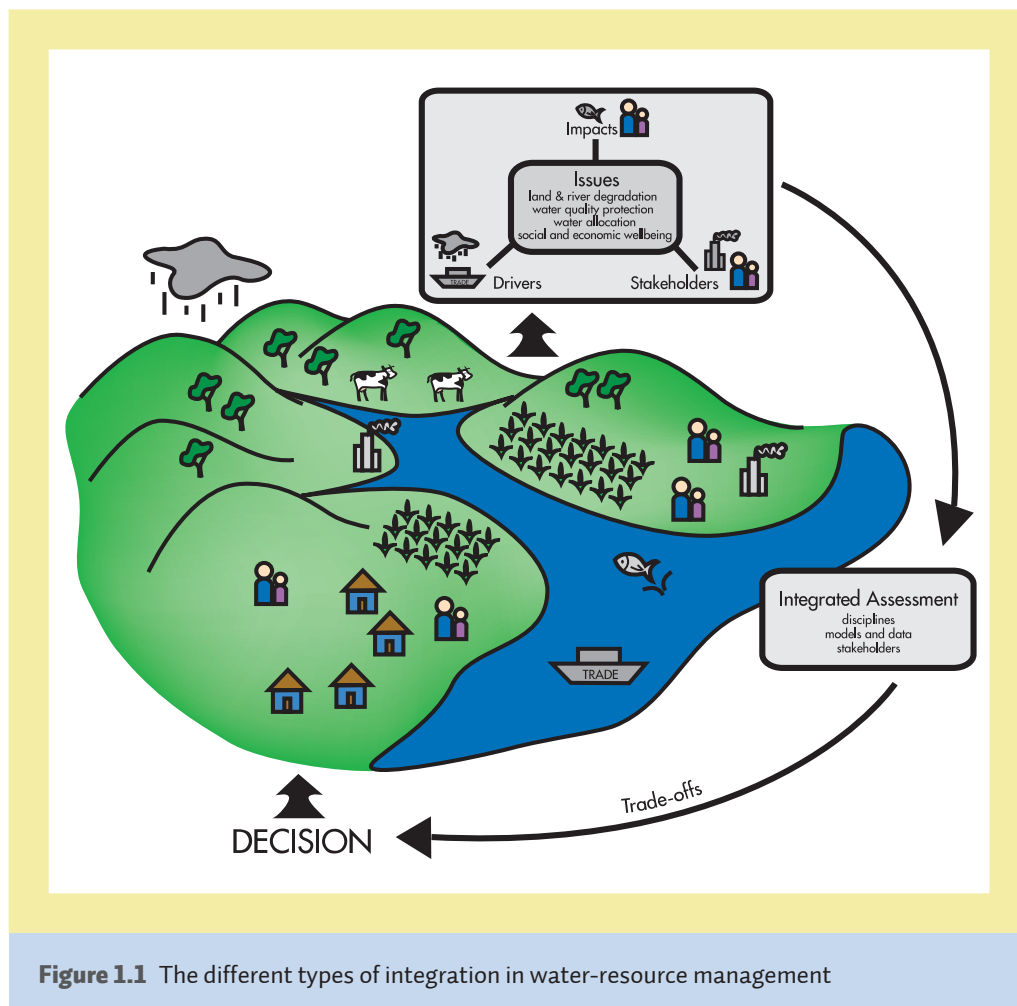 Impacts
Issues
land & river degradation
water quality protection
water allocation
social and economic wellbeing
TRADE
Drivers
Stakeholders
Integrated Assessment
disciplines
models and data
stakeholders
TRADE
Trade-offs
DECISION
Figure 1.1 The different types of integration in water-resource management